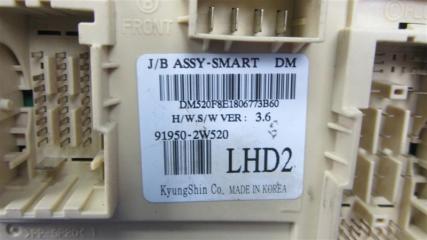 FRONT
J/B ASSY-SMART DM
DM520F8E1806773B60
H/W.S/W VER: 3.6
91950-2W520
LHD2
KyungShin Co. MADE IN KOREA